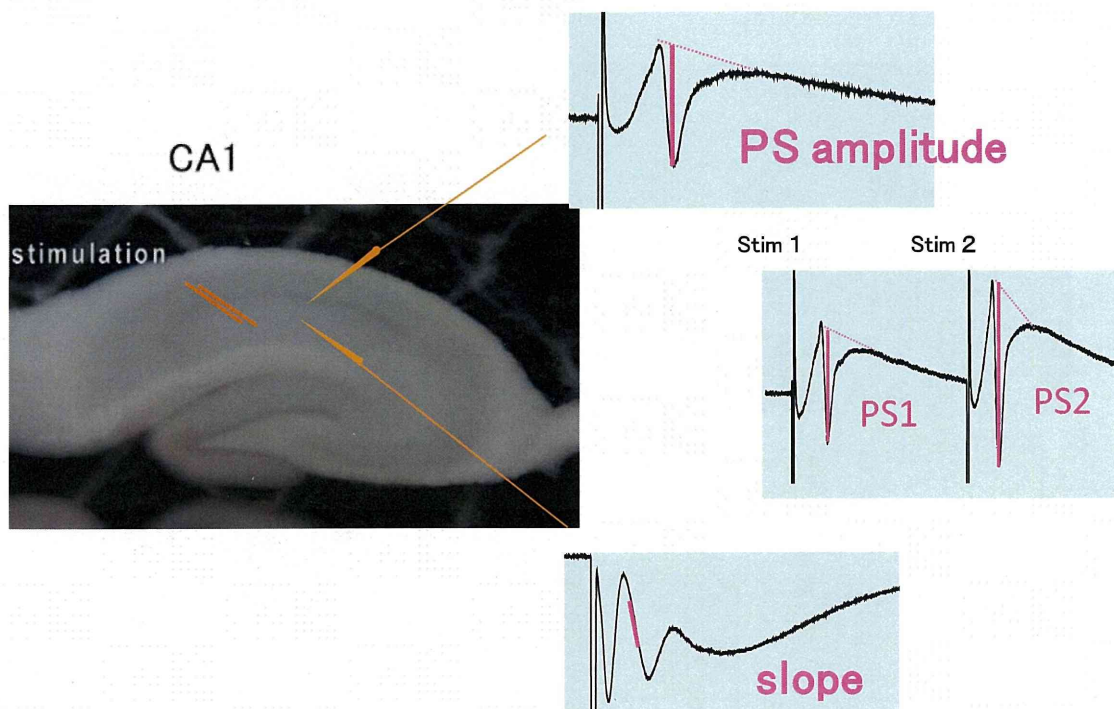 PS amplitude
CA1
stimulation
Stim 1
Stim 2
PS1
PS2
slope